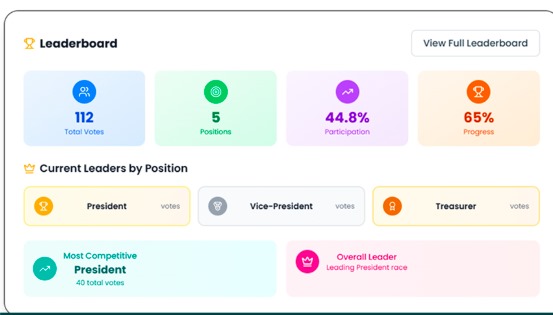 Leaderboard
View Full Leaderboard
112
Total Votes
5
Positions
44.8%
Participation
65%
Progress
Current Leaders by Position
President
votes
Vice-President
votes
Treasurer
votes
Most Competitive
President
40 total votes
Overall Leader
Leading President race